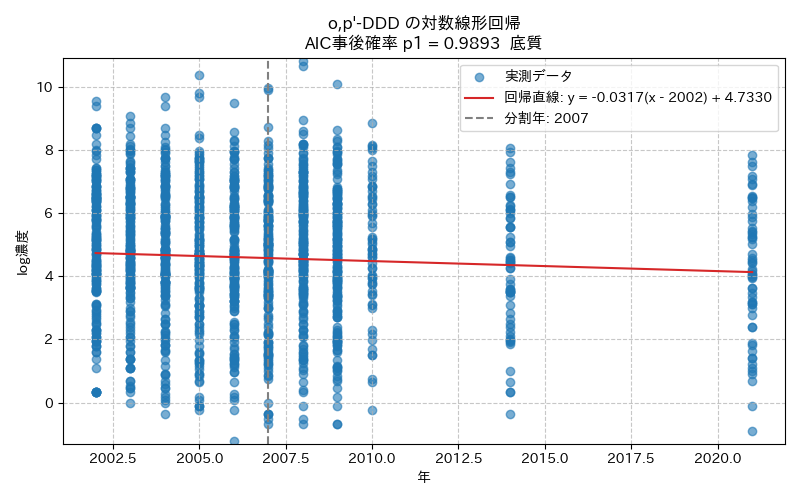 o,p'-DDD の対数線形回帰
AIC事後確率 p1 = 0.9893  底質
実測データ
回帰直線: y = -0.0317(x - 2002) + 4.7330
分割年: 2007
log濃度
10
8
6
4
2
0
2002.5 2005.0 2007.5 2010.0 2012.5 2015.0 2017.5 2020.0
年